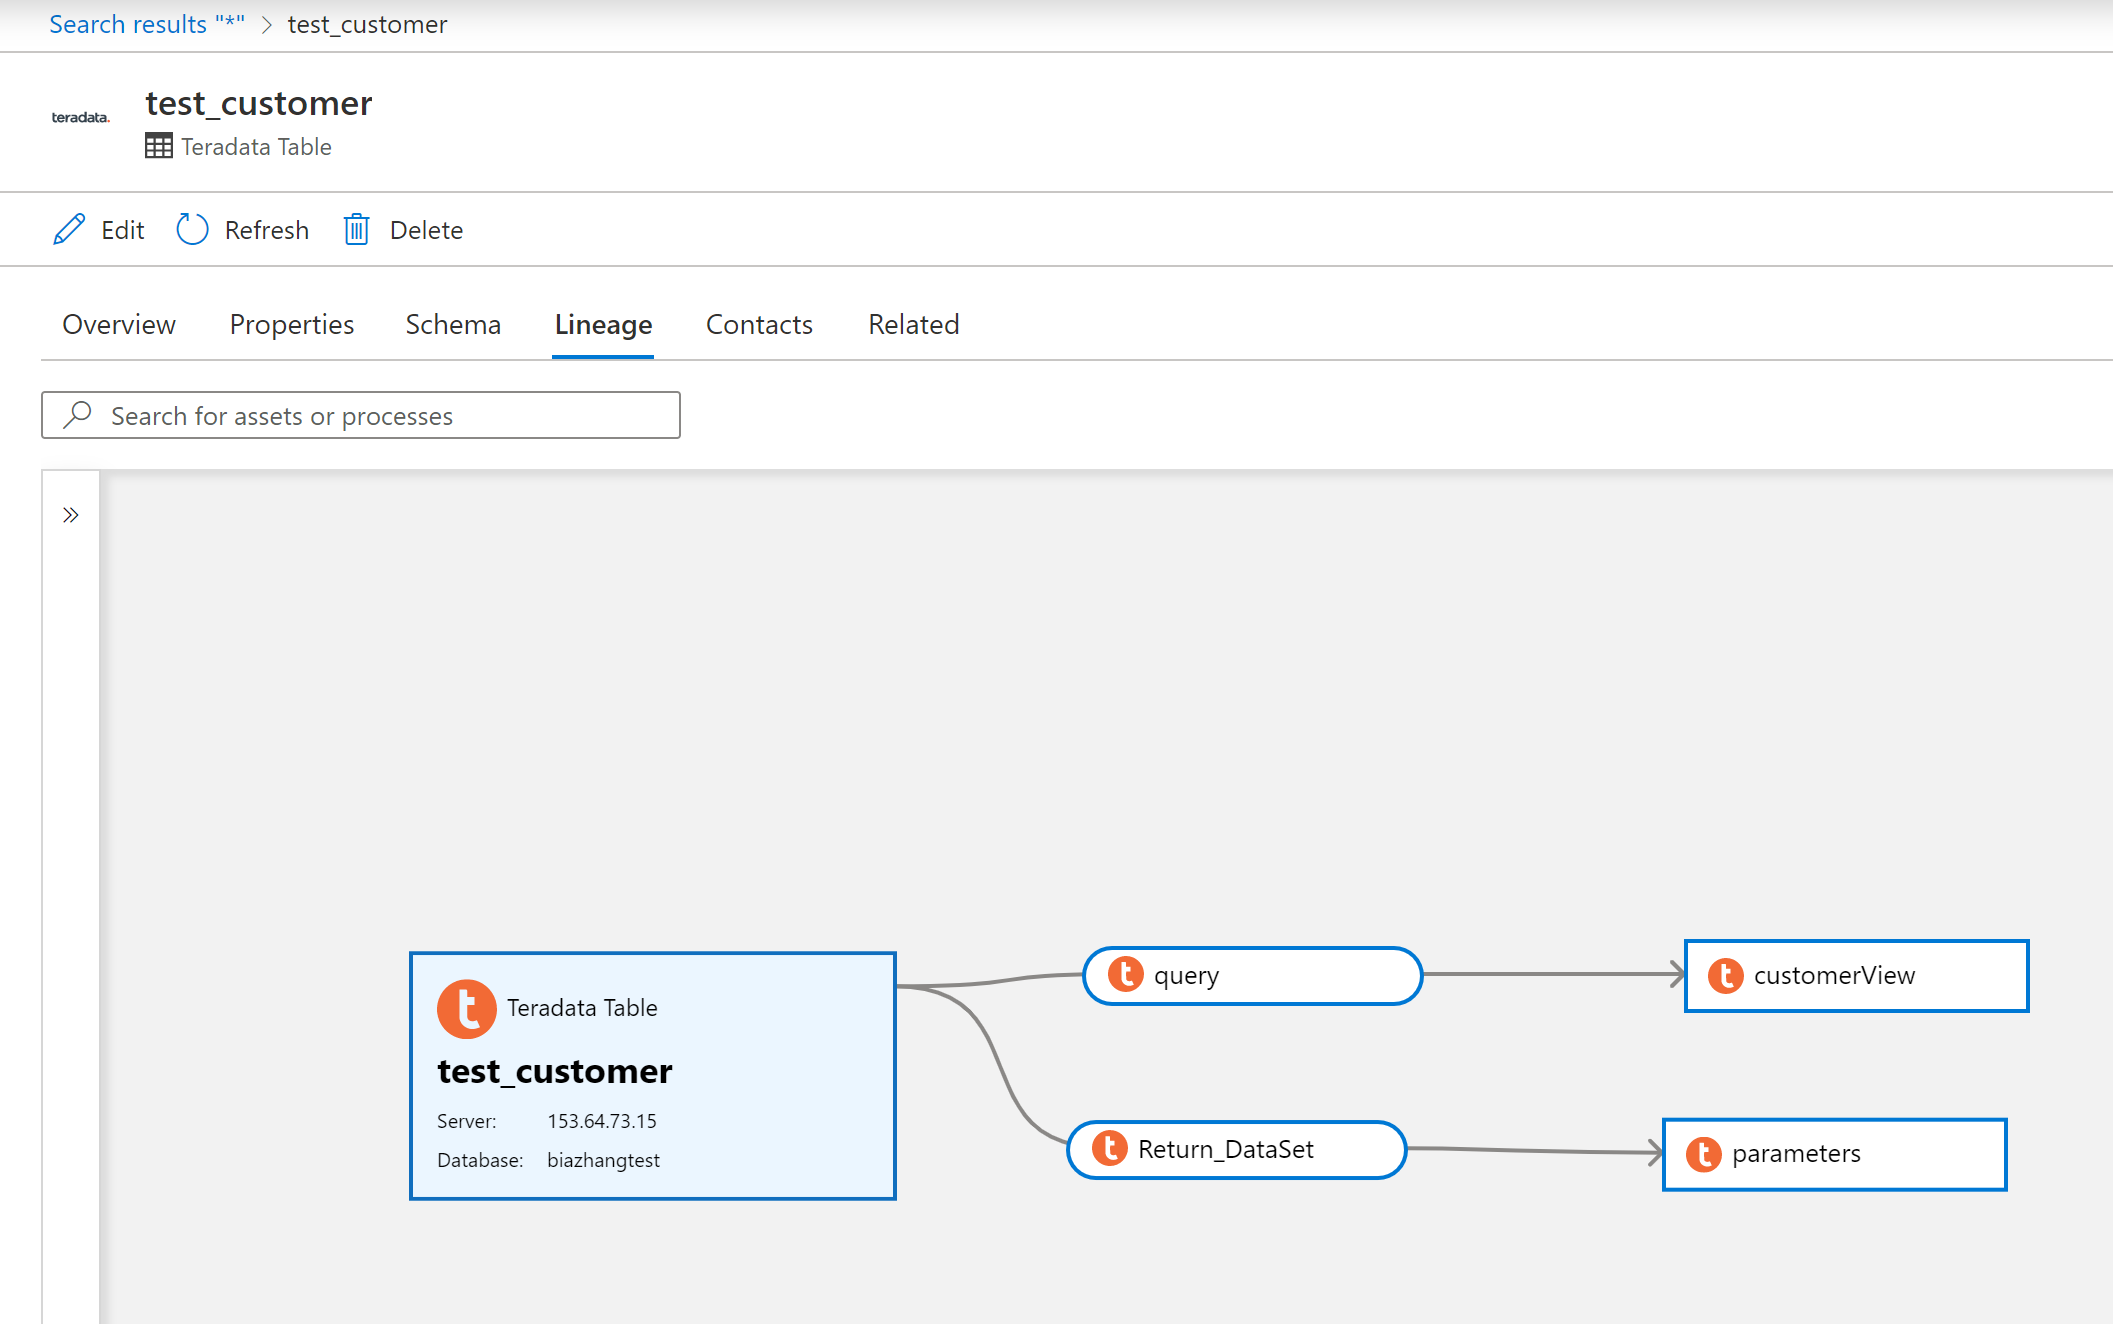 Search results "*" > test_customer
teradata.
test_customer
Teradata Table
Edit Refresh Delete
Overview Properties Schema Lineage Contacts Related
Search for assets or processes
Teradata Table
test_customer
Server: 153.64.73.15
Database: biazhangtest
query
customerView
Return_DataSet
parameters